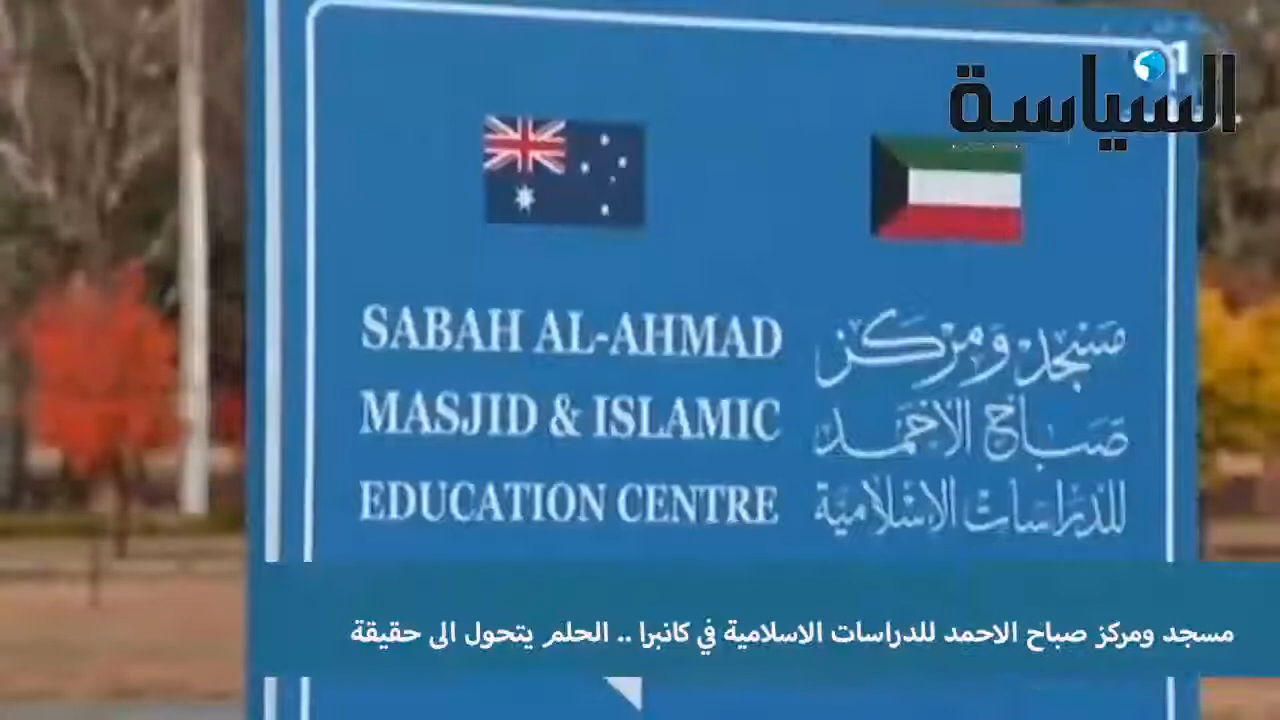 السياسة
SABAH AL-AHMAD
MASJID & ISLAMIC
EDUCATION CENTRE
مسجد ومركز
صباح الاحمد
للدراسات الاسلامية
مسجد ومركز صباح الاحمد للدراسات الاسلامية في كانبرا .. الحلم يتحول الى حقيقة